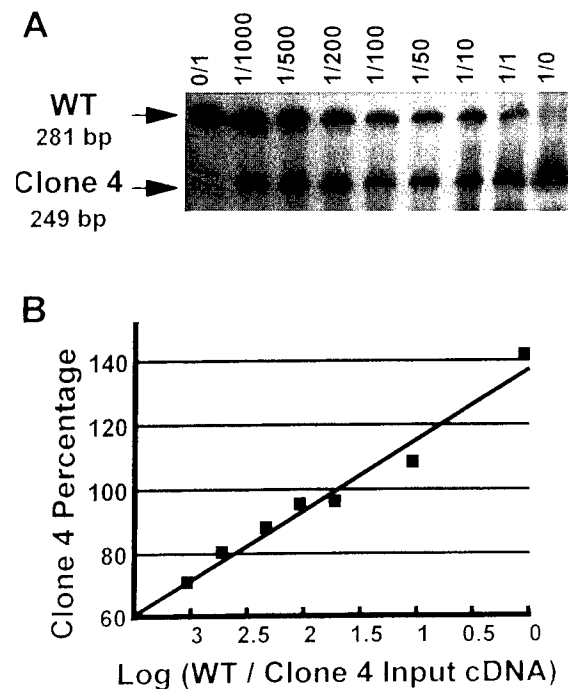 A
0/1 1/1000 1/500 1/200 1/100 1/50 1/10 1/1 1/0
WT
281 bp
Clone 4
249 bp
B
Clone 4 Percentage
140
120
100
80
60
3 2.5 2 1.5 1 0.5 0
Log (WT / Clone 4 Input cDNA)